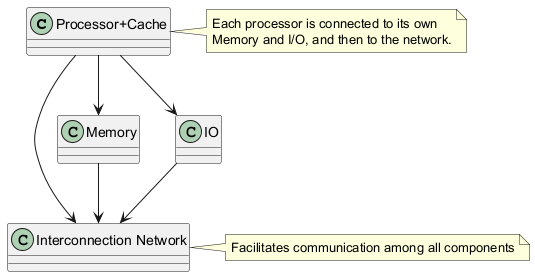 C Processor+Cache
Each processor is connected to its own
Memory and I/O, and then to the network.
C Memory
C IO
C Interconnection Network
Facilitates communication among all components